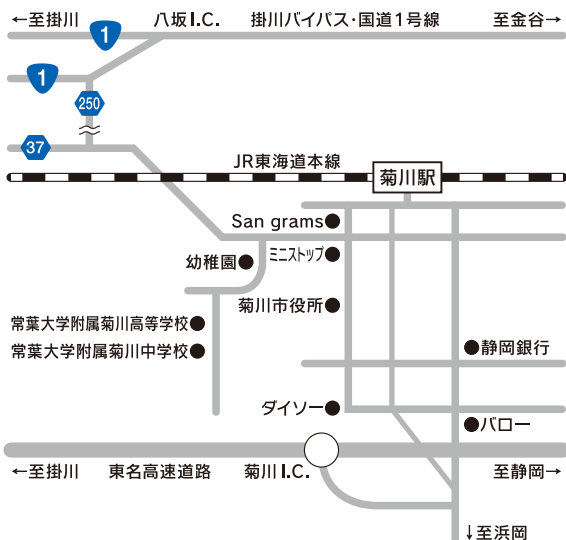 ←至掛川 八坂I.C. 掛川バイパス・国道1号線 至金谷→
1
1
250
37
JR東海道本線
菊川駅
San grams
ミニストップ
幼稚園
菊川市役所
常葉大学附属菊川高等学校
常葉大学附属菊川中学校
静岡銀行
ダイソー
バロー
←至掛川 東名高速道路 菊川I.C. 至静岡→
↓至浜岡